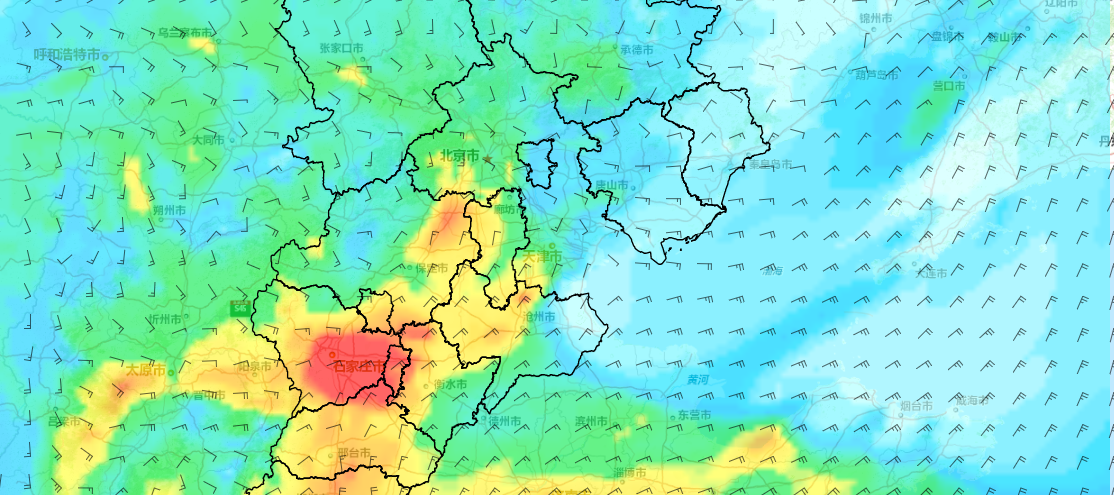 锦州市
辽阳市
乌兰察布市
盘锦市
鞍山市
呼和浩特市
张家口市
承德市
葫芦岛市
营口市
大同市
丹
北京市
秦皇岛市
唐山市
朔州市
廊坊
天津市
保定
渤海
大连市
忻州市
沧州市
太原市
阳泉市
石家庄市
衡水市
黄河
晋中市
烟台市
威海市
吕梁市
德州市
滨州市
东营市
邢台市
淄博市